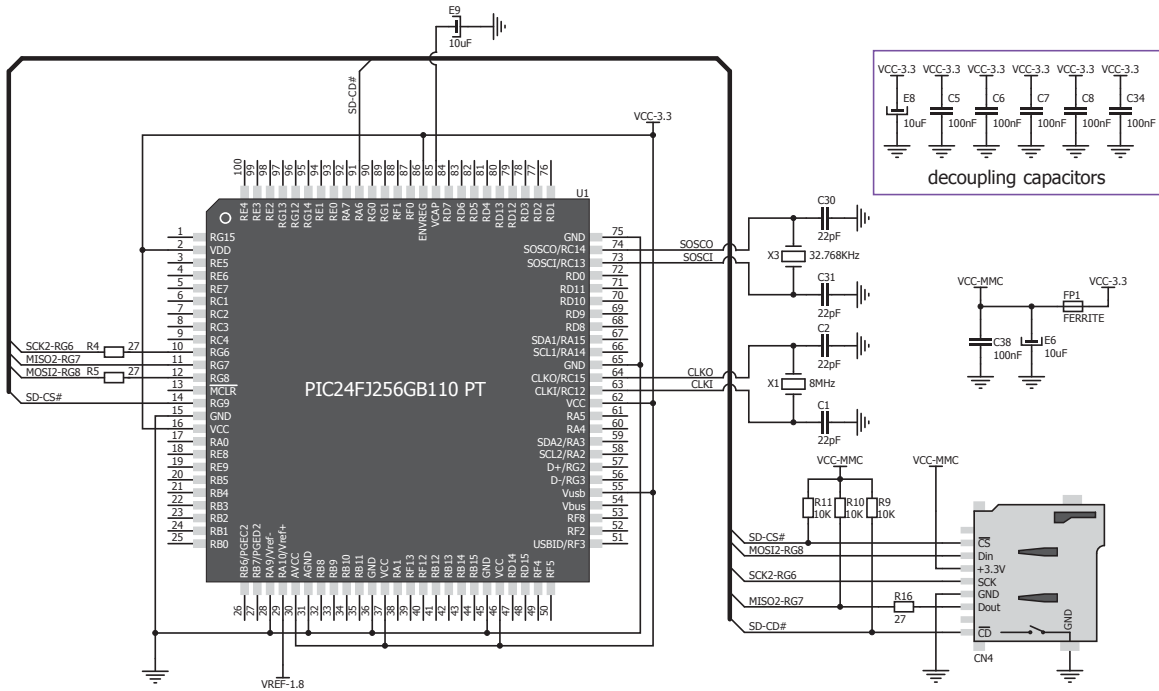 E9
10uF
SD-CD#
VCC-3.3
VCC-3.3 VCC-3.3 VCC-3.3 VCC-3.3 VCC-3.3 VCC-3.3
E8 C5 C6 C7 C8 C34
10uF 100nF 100nF 100nF 100nF 100nF
decoupling capacitors
100 99 98 97 96 95 94 93 92 91 90 89 88 87 86 85 84 83 82 81 80 79 78 77 76
U1
RE4 RE3 RE2 RG13 RG12 RG14 RE1 RE0 RA7 RA6 RG0 RG1 RF1 RF0 ENVREG VCAP RD7 RD6 RD5 RD4 RD13 RD12 RD3 RD2 RD1
1 RG15
2 VDD
3 RE5
4 RE6
5 RE7
6 RC1
7 RC2
8 RC3
9 RC4
SCK2-RG6 R4 27 10 RG6
MISO2-RG7 11 RG7
MOSI2-RG8 R5 27 12 RG8
13 MCLR
SD-CS# 14 RG9
15 GND
16 VCC
17 RA0
18 RE8
19 RE9
20 RB5
21 RB4
22 RB3
23 RB2
24 RB1
25 RB0
PIC24FJ256GB110 PT
GND 75
SOSCO/RC14 74 SOSCO
SOSCI/RC13 73 SOSCI
RD0 72
RD11 71
RD10 70
RD9 69
RD8 68
SDA1/RA15 67
SCL1/RA14 66
GND 65
CLKO/RC15 64 CLKO
CLKI/RC12 63 CLKI
VCC 62
RA5 61
RA4 60
SDA2/RA3 59
SCL2/RA2 58
D+/RG2 57
D-/RG3 56
Vusb 55
Vbus 54
RF8 53
RF2 52
USBID/RF3 51
RB6/PGEC2 RB7/PGED2 RA9/Vref- RA10/Vref+ AVCC AGND RB8 RB9 RB10 RB11 GND VCC RA1 RF13 RF12 RB12 RB13 RB14 RB15 GND VCC RD14 RD15 RF4 RF5
26 27 28 29 30 31 32 33 34 35 36 37 38 39 40 41 42 43 44 45 46 47 48 49 50
VREF-1.8
C30
22pF
X3 32.768KHz
C31
22pF
C2
22pF
X1 8MHz
C1
22pF
VCC-MMC VCC-3.3
FP1
FERRITE
C38
100nF
E6
10uF
VCC-MMC VCC-MMC
R11 R10 R9
10K 10K 10K
SD-CS# CS
MOSI2-RG8 Din
+3.3V
SCK2-RG6 SCK
GND
MISO2-RG7 R16 27 Dout
SD-CD# CD
GND
CN4